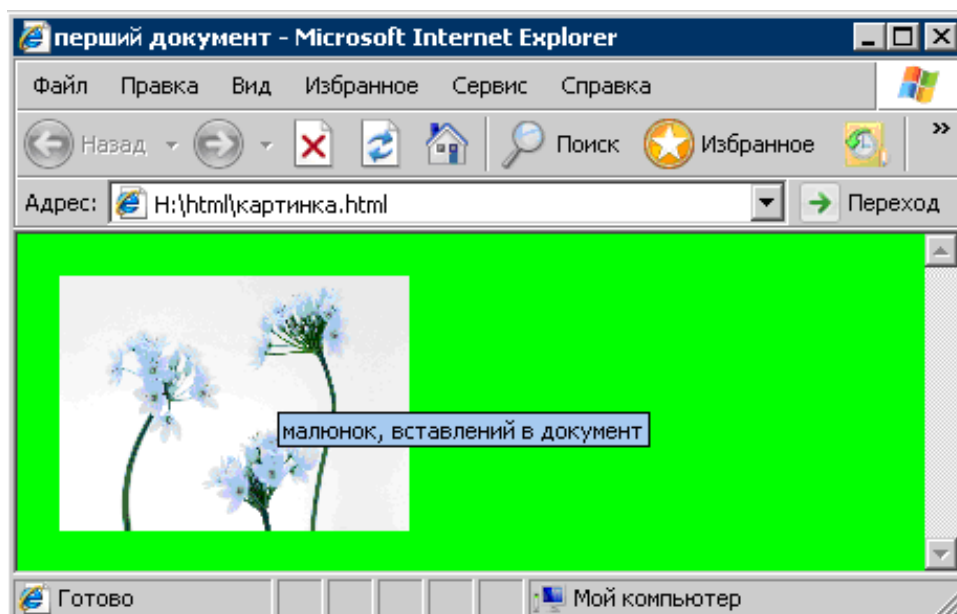 перший документ - Microsoft Internet Explorer
Файл Правка Вид Избранное Сервис Справка
Назад Поиск Избранное »
Адрес: H:\html\картинка.html Переход
малюнок, вставлений в документ
Готово Мой компьютер